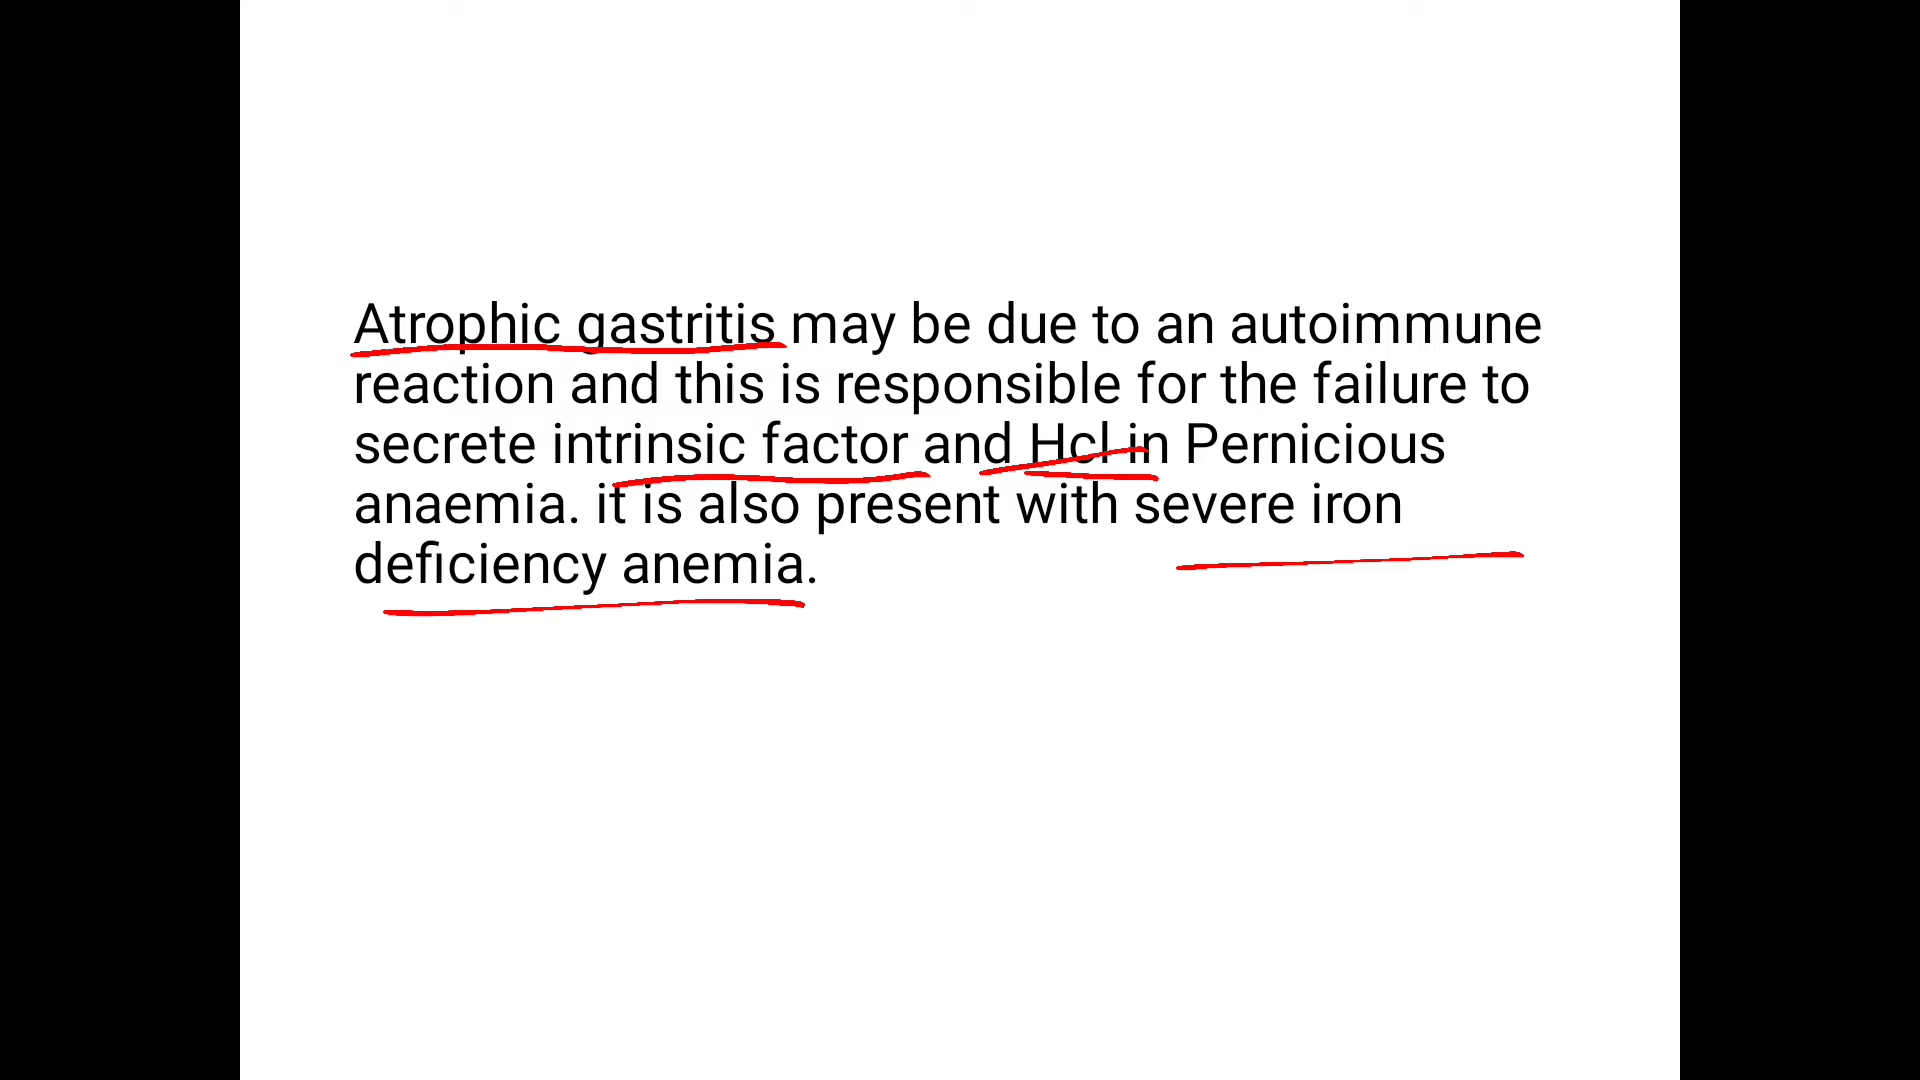 Atrophic gastritis may be due to an autoimmune
reaction and this is responsible for the failure to
secrete intrinsic factor and Hcl in Pernicious
anaemia. it is also present with severe iron
deficiency anemia.